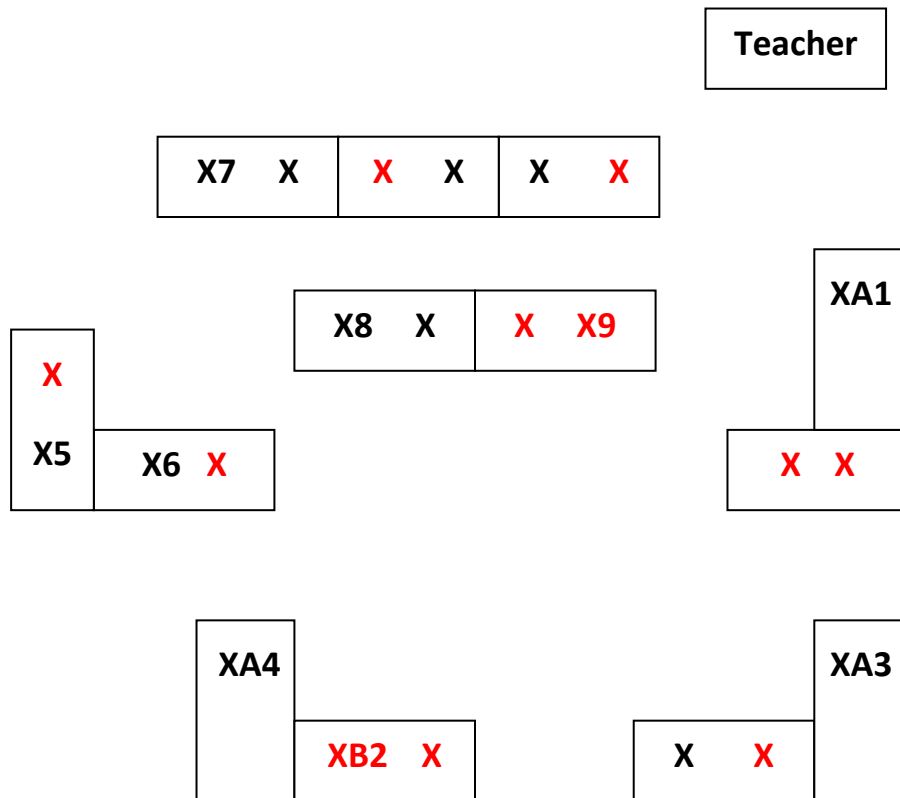 Teacher
X7 X X X X X
XA1
X8 X X X9
X
X5
X6 X
X X
XA4
XA3
XB2 X
X X